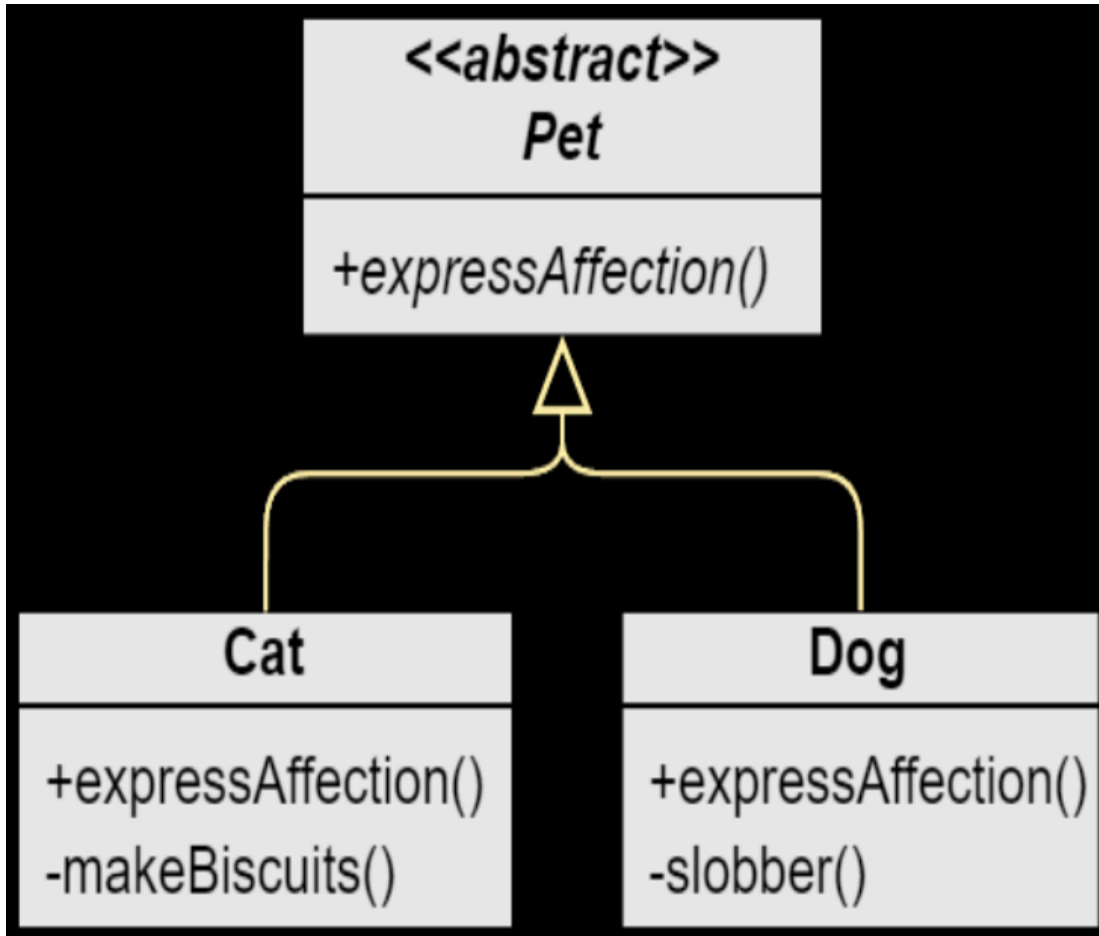 <<abstract>>
Pet
+expressAffection()
Cat
+expressAffection()
-makeBiscuits()
Dog
+expressAffection()
-slobber()